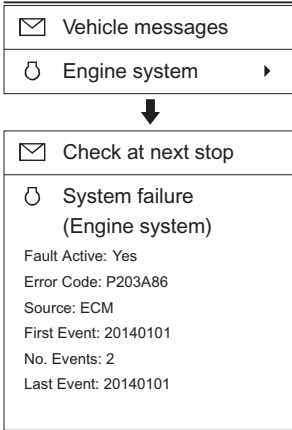 Vehicle messages
Engine system
Check at next stop
System failure
(Engine system)
Fault Active: Yes
Error Code: P203A86
Source: ECM
First Event: 20140101
No. Events: 2
Last Event: 20140101